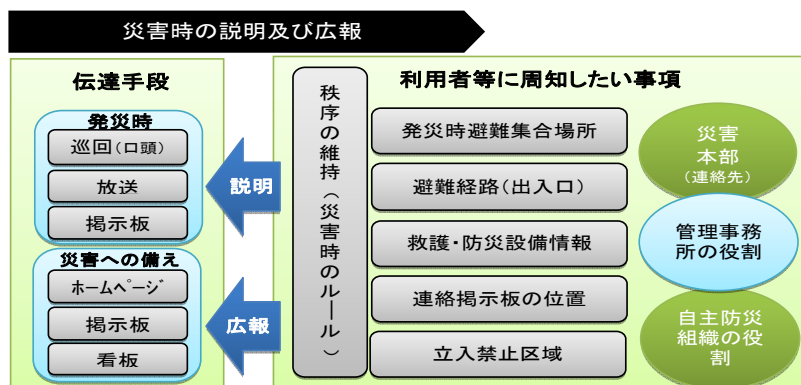 災害時の説明及び広報
伝達手段
発災時
巡回(口頭)
放送
掲示板
災害への備え
ホームページ
掲示板
看板
説明
広報
利用者等に周知したい事項
秩序の維持(災害時のルール)
発災時避難集合場所
避難経路(出入口)
救護・防災設備情報
連絡掲示板の位置
立入禁止区域
災害
本部
(連絡先)
管理事務
所の役割
自主防災
組織の役
割